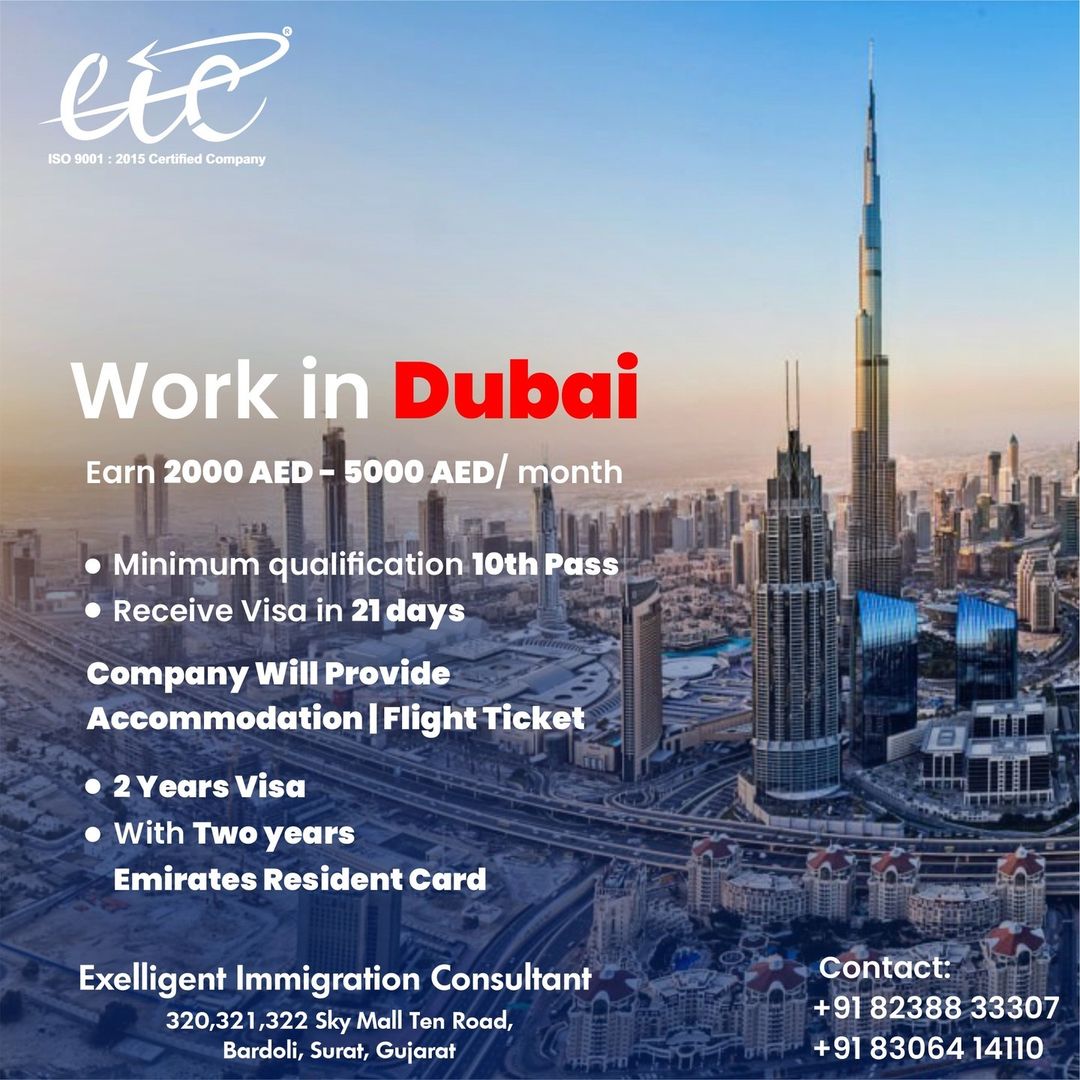 eic®
ISO 9001 : 2015 Certified Company
Work in Dubai
Earn 2000 AED - 5000 AED/ month
Minimum qualification 10th Pass
Receive Visa in 21 days
Company Will Provide
Accommodation | Flight Ticket
2 Years Visa
With Two years
Emirates Resident Card
Exelligent Immigration Consultant
320,321,322 Sky Mall Ten Road,
Bardoli, Surat, Gujarat
Contact:
+91 82388 33307
+91 83064 14110